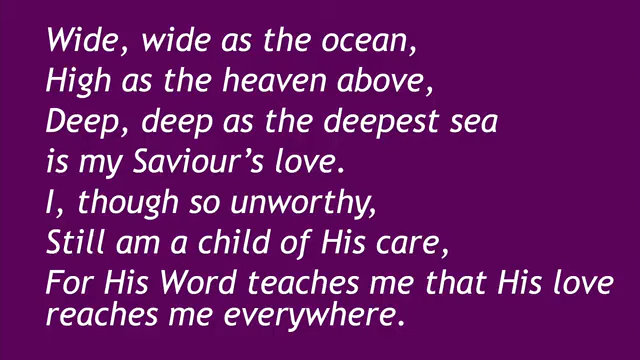 Wide, wide as the ocean,
High as the heaven above,
Deep, deep as the deepest sea
is my Saviour’s love.
I, though so unworthy,
Still am a child of His care,
For His Word teaches me that His love
reaches me everywhere.